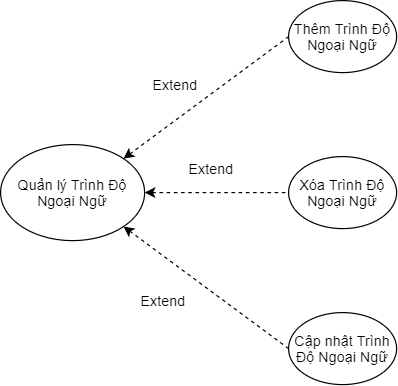 Thêm Trình Độ
Ngoại Ngữ
Extend
Extend
Quản lý Trình Độ
Ngoại Ngữ
Xóa Trình Độ
Ngoại Ngữ
Extend
Cập nhật Trình
Độ Ngoại Ngữ